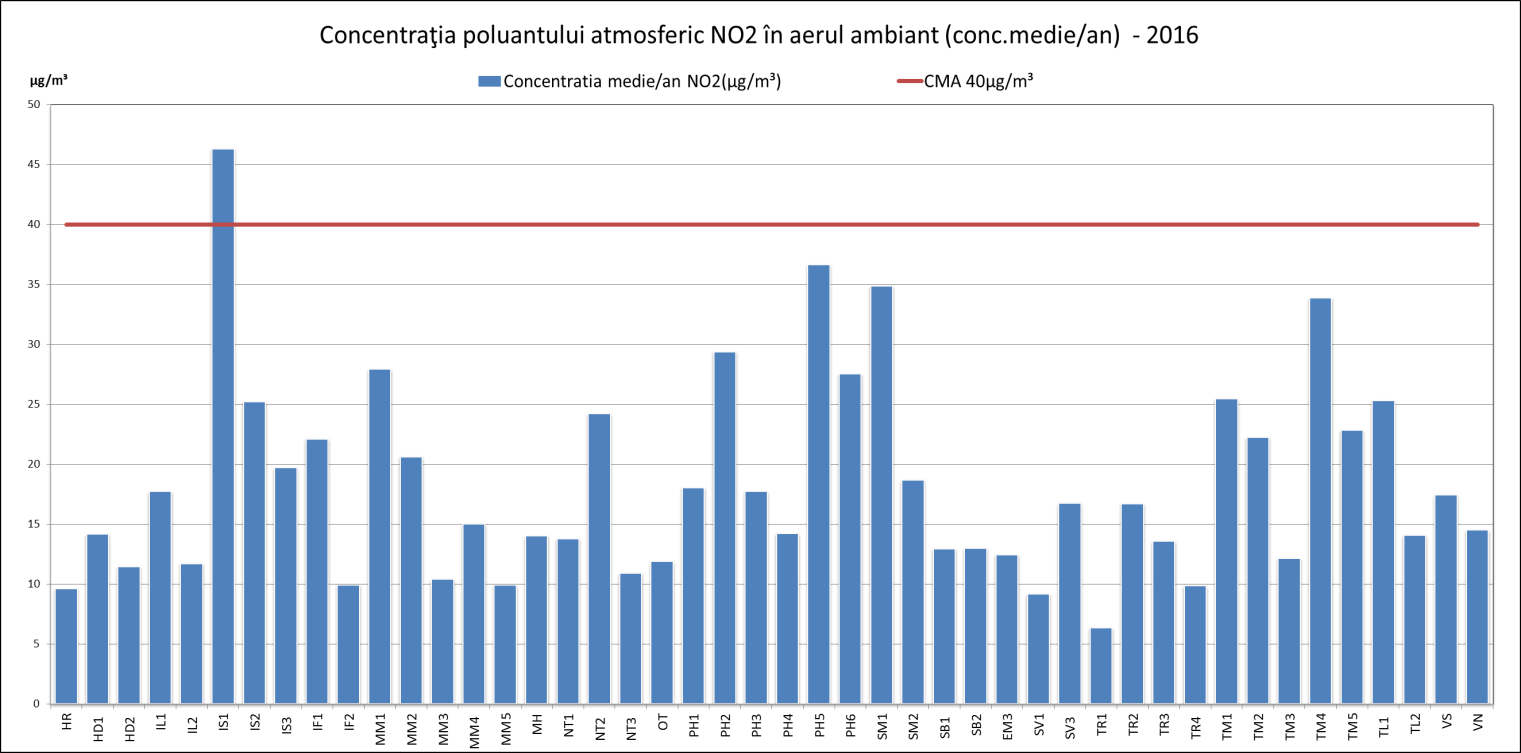 Concentraţia poluantului atmosferic NO2 în aerul ambiant (conc.medie/an)  - 2016
µg/m³
Concentratia medie/an NO2(µg/m³)
CMA 40µg/m³
50
45
40
35
30
25
20
15
10
5
0
HR HD1 HD2 IL1 IL2 IS1 IS2 IS3 IF1 IF2 MM1 MM2 MM3 MM4 MM5 MH NT1 NT2 NT3 OT PH1 PH2 PH3 PH4 PH5 PH6 SM1 SM2 SB1 SB2 EM3 SV1 SV3 TR1 TR2 TR3 TR4 TM1 TM2 TM3 TM4 TM5 TL1 TL2 VS VN